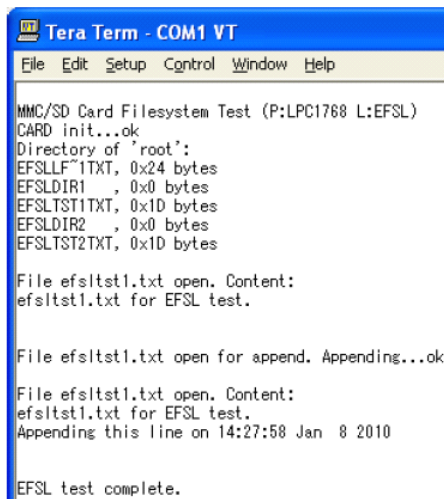 Tera Term - COM1 VT
File Edit Setup Control Window Help
MMC/SD Card Filesystem Test (P:LPC1768 L:EFSL)
CARD init...ok
Directory of 'root':
EFSLLF~1TXT, 0x24 bytes
EFSLDIR1   , 0x0 bytes
EFSLTST1TXT, 0x1D bytes
EFSLDIR2   , 0x0 bytes
EFSLTST2TXT, 0x1D bytes
File efsltst1.txt open. Content:
efsltst1.txt for EFSL test.
File efsltst1.txt open for append. Appending...ok
File efsltst1.txt open. Content:
efsltst1.txt for EFSL test.
Appending this line on 14:27:58 Jan  8 2010
EFSL test complete.